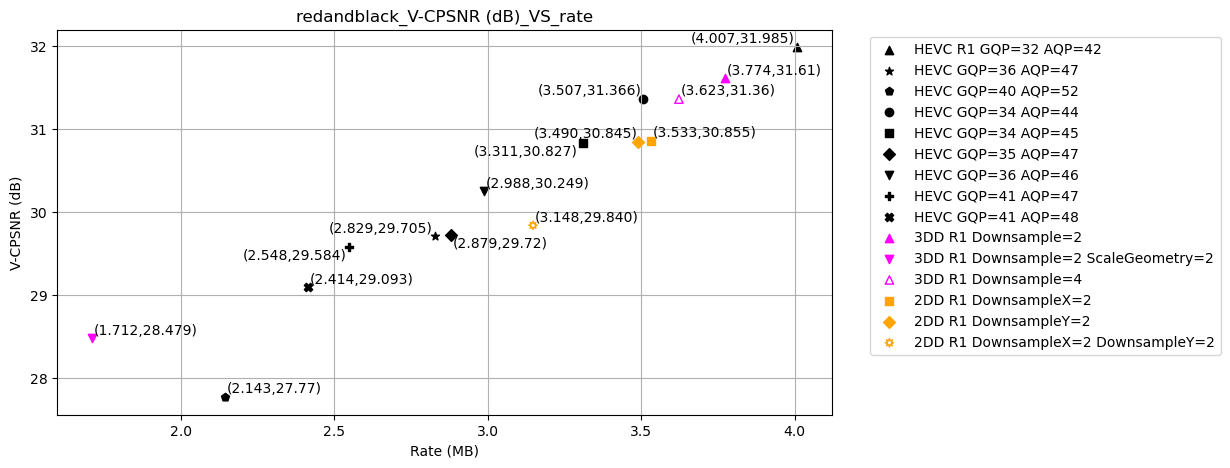 redandblack_V-CPSNR (dB)_VS_rate
V-CPSNR (dB)
32
31
30
29
28
(4.007,31.985)
(3.774,31.61)
(3.507,31.366)
(3.623,31.36)
(3.490,30.845)
(3.533,30.855)
(3.311,30.827)
(2.988,30.249)
(3.148,29.840)
(2.829,29.705)
(2.879,29.72)
(2.548,29.584)
(2.414,29.093)
(1.712,28.479)
(2.143,27.77)
2.0
2.5
3.0
3.5
4.0
Rate (MB)
HEVC R1 GQP=32 AQP=42
HEVC GQP=36 AQP=47
HEVC GQP=40 AQP=52
HEVC GQP=34 AQP=44
HEVC GQP=34 AQP=45
HEVC GQP=35 AQP=47
HEVC GQP=36 AQP=46
HEVC GQP=41 AQP=47
HEVC GQP=41 AQP=48
3DD R1 Downsample=2
3DD R1 Downsample=2 ScaleGeometry=2
3DD R1 Downsample=4
2DD R1 DownsampleX=2
2DD R1 DownsampleY=2
2DD R1 DownsampleX=2 DownsampleY=2